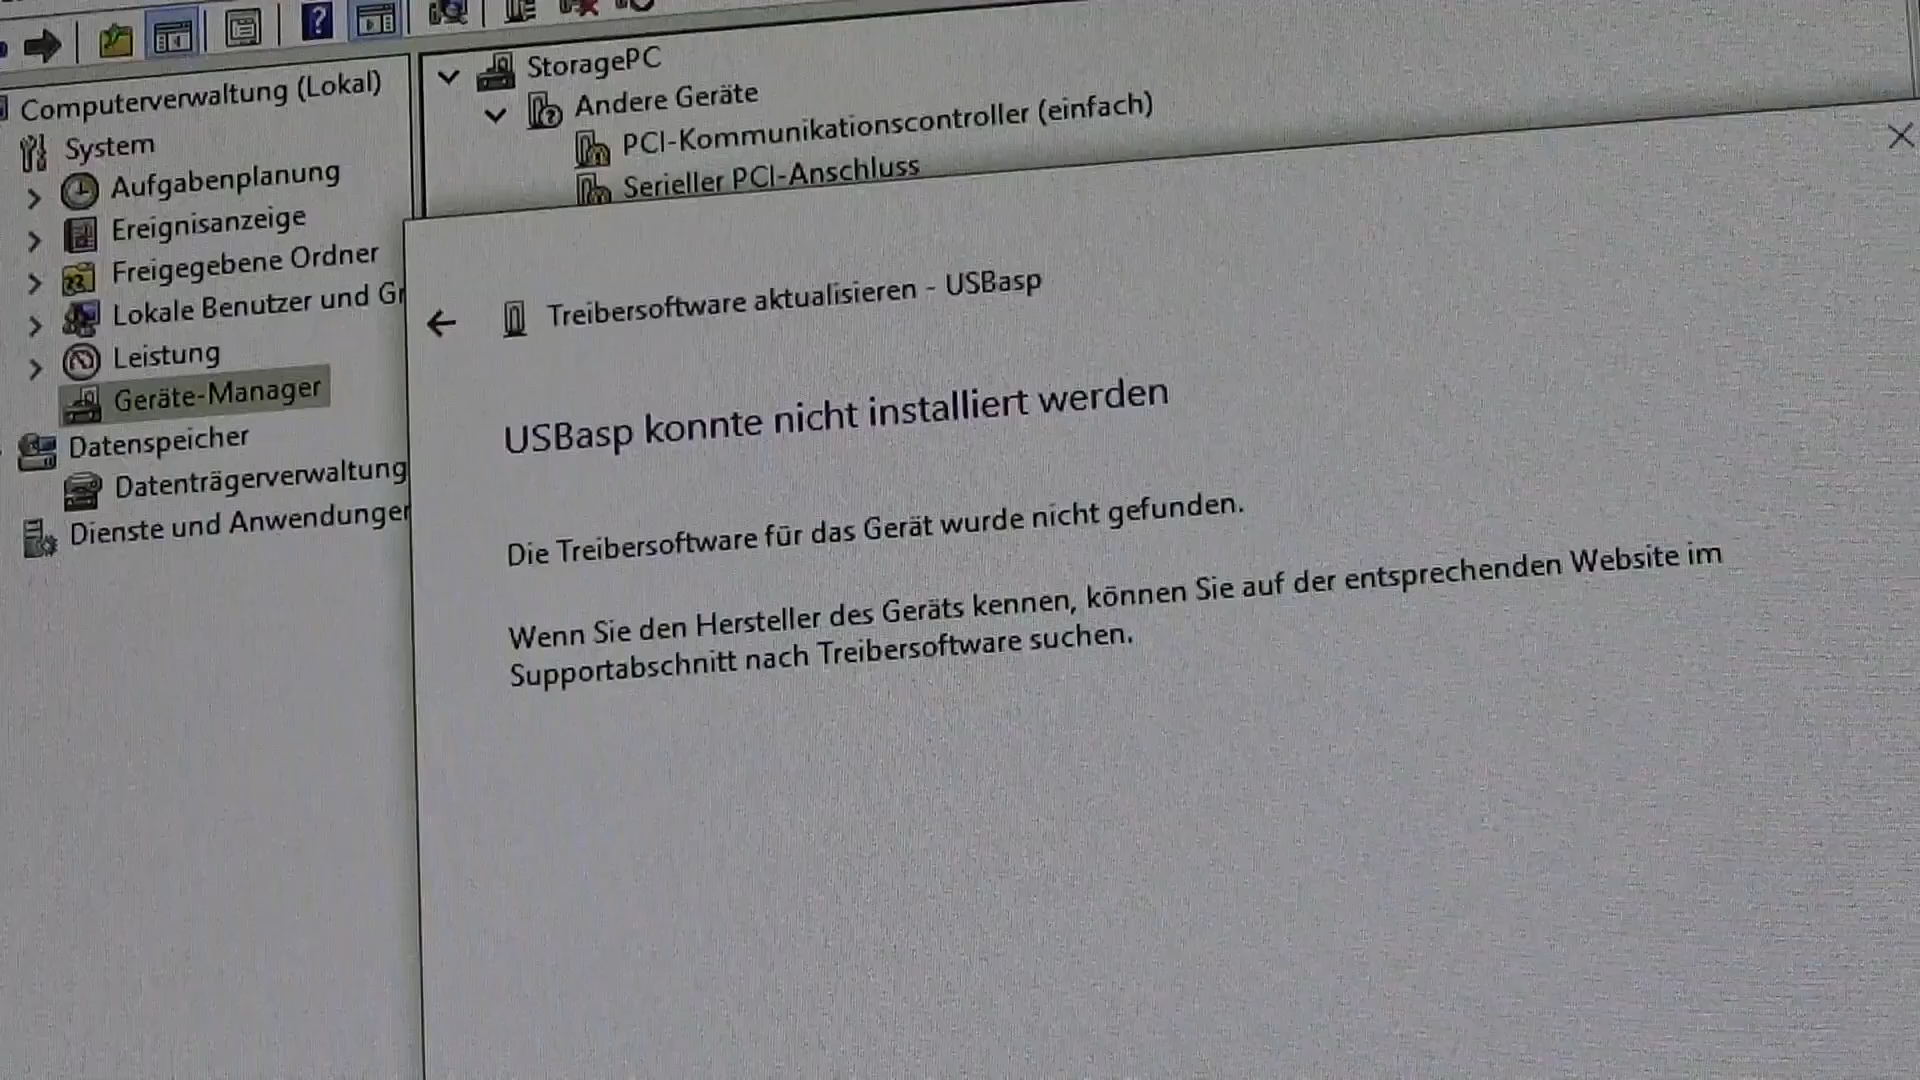 Computerverwaltung (Lokal)
System
Aufgabenplanung
Ereignisanzeige
Freigegebene Ordner
Lokale Benutzer und Gr
Leistung
Geräte-Manager
Datenspeicher
Datenträgerverwaltung
Dienste und Anwendunger
StoragePC
Andere Geräte
PCI-Kommunikationscontroller (einfach)
Serieller PCI-Anschluss
Treibersoftware aktualisieren - USBasp
USBasp konnte nicht installiert werden
Die Treibersoftware für das Gerät wurde nicht gefunden.
Wenn Sie den Hersteller des Geräts kennen, können Sie auf der entsprechenden Website im
Supportabschnitt nach Treibersoftware suchen.